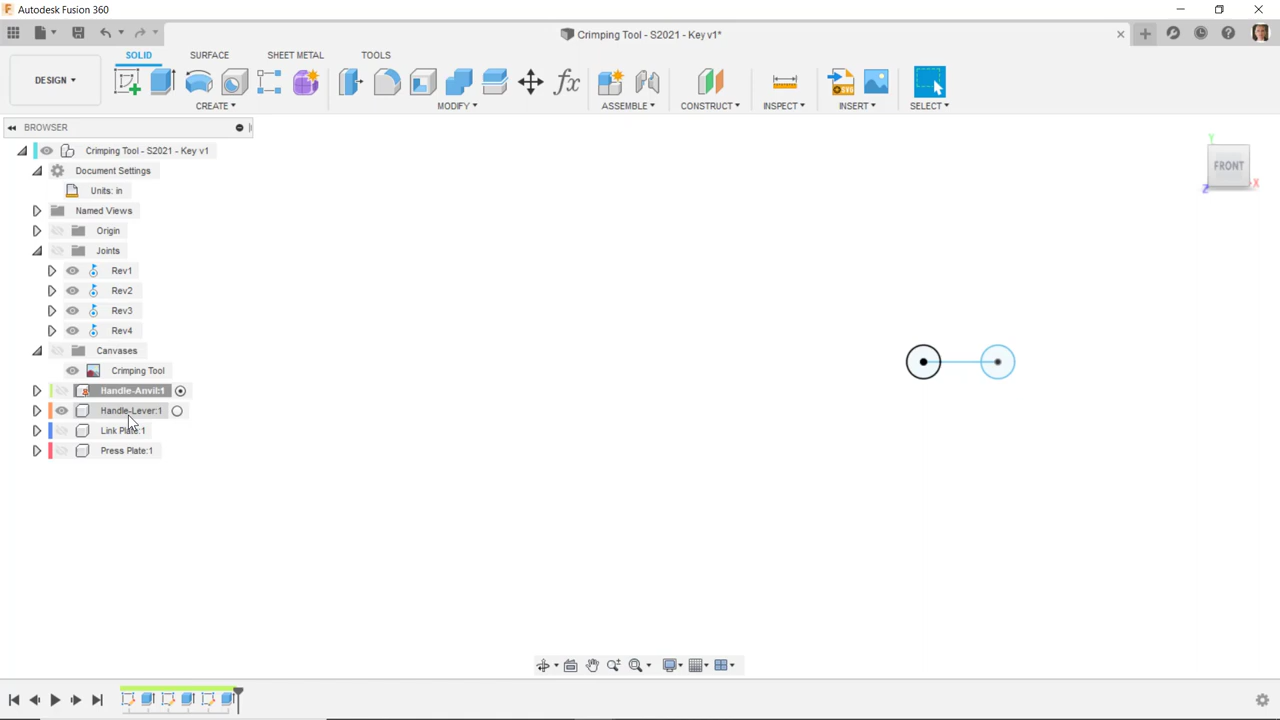 Autodesk Fusion 360
Crimping Tool - S2021 - Key v1*
DESIGN
SOLID SURFACE SHEET METAL TOOLS
CREATE MODIFY ASSEMBLE CONSTRUCT INSPECT INSERT SELECT
BROWSER
Crimping Tool - S2021 - Key v1
Document Settings
Units: in
Named Views
Origin
Joints
Rev1
Rev2
Rev3
Rev4
Canvases
Crimping Tool
Handle-Anvil:1
Handle-Lever:1
Link Plate:1
Press Plate:1
Y
FRONT
X
Z